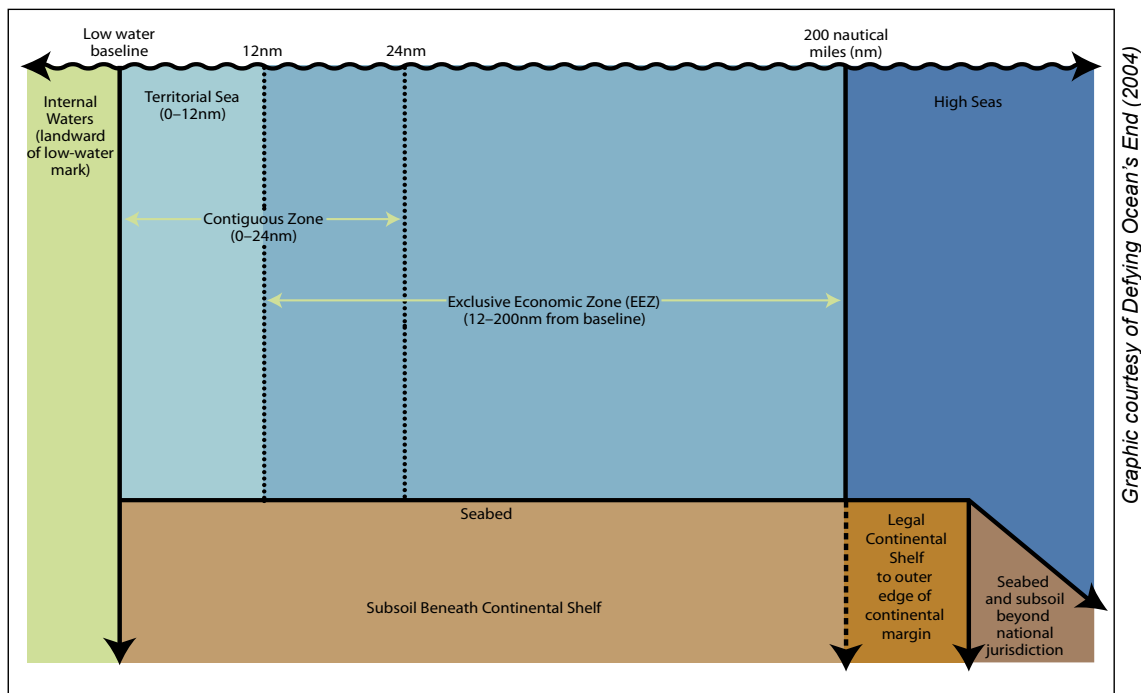 Low water
baseline
12nm
24nm
200 nautical
miles (nm)
Internal
Waters
(landward
of low-water
mark)
Territorial Sea
(0–12nm)
High Seas
Contiguous Zone
(0–24nm)
Exclusive Economic Zone (EEZ)
(12–200nm from baseline)
Seabed
Subsoil Beneath Continental Shelf
Legal
Continental
Shelf
to outer
edge of
continental
margin
Seabed
and subsoil
beyond
national
jurisdiction
Graphic courtesy of Defying Ocean’s End (2004)